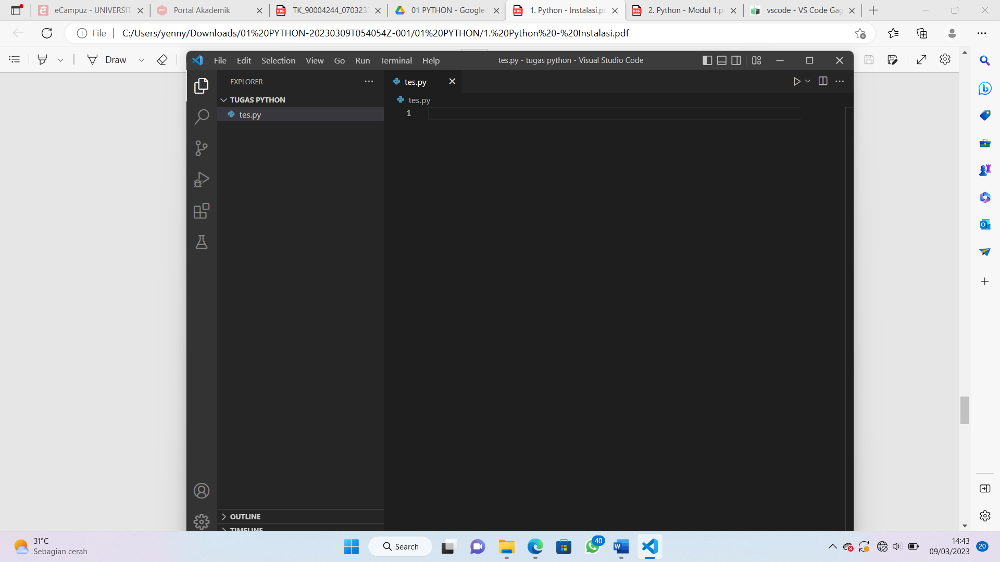 eCampuz - UNIVERSIT
Portal Akademik
TK_90004244_070323
01 PYTHON - Google
1. Python - Instalasi.p
2. Python - Modul 1.p
vscode - VS Code Gag
File
C:/Users/yenny/Downloads/01%20PYTHON-20230309T054054Z-001/01%20PYTHON/1.%20Python%20-%20Instalasi.pdf
Draw
File Edit Selection View Go Run Terminal Help
tes.py - tugas python - Visual Studio Code
EXPLORER
tes.py
TUGAS PYTHON
tes.py
tes.py
1
OUTLINE
TIMELINE
31°C
Sebagian cerah
Search
40
14:43
09/03/2023
20